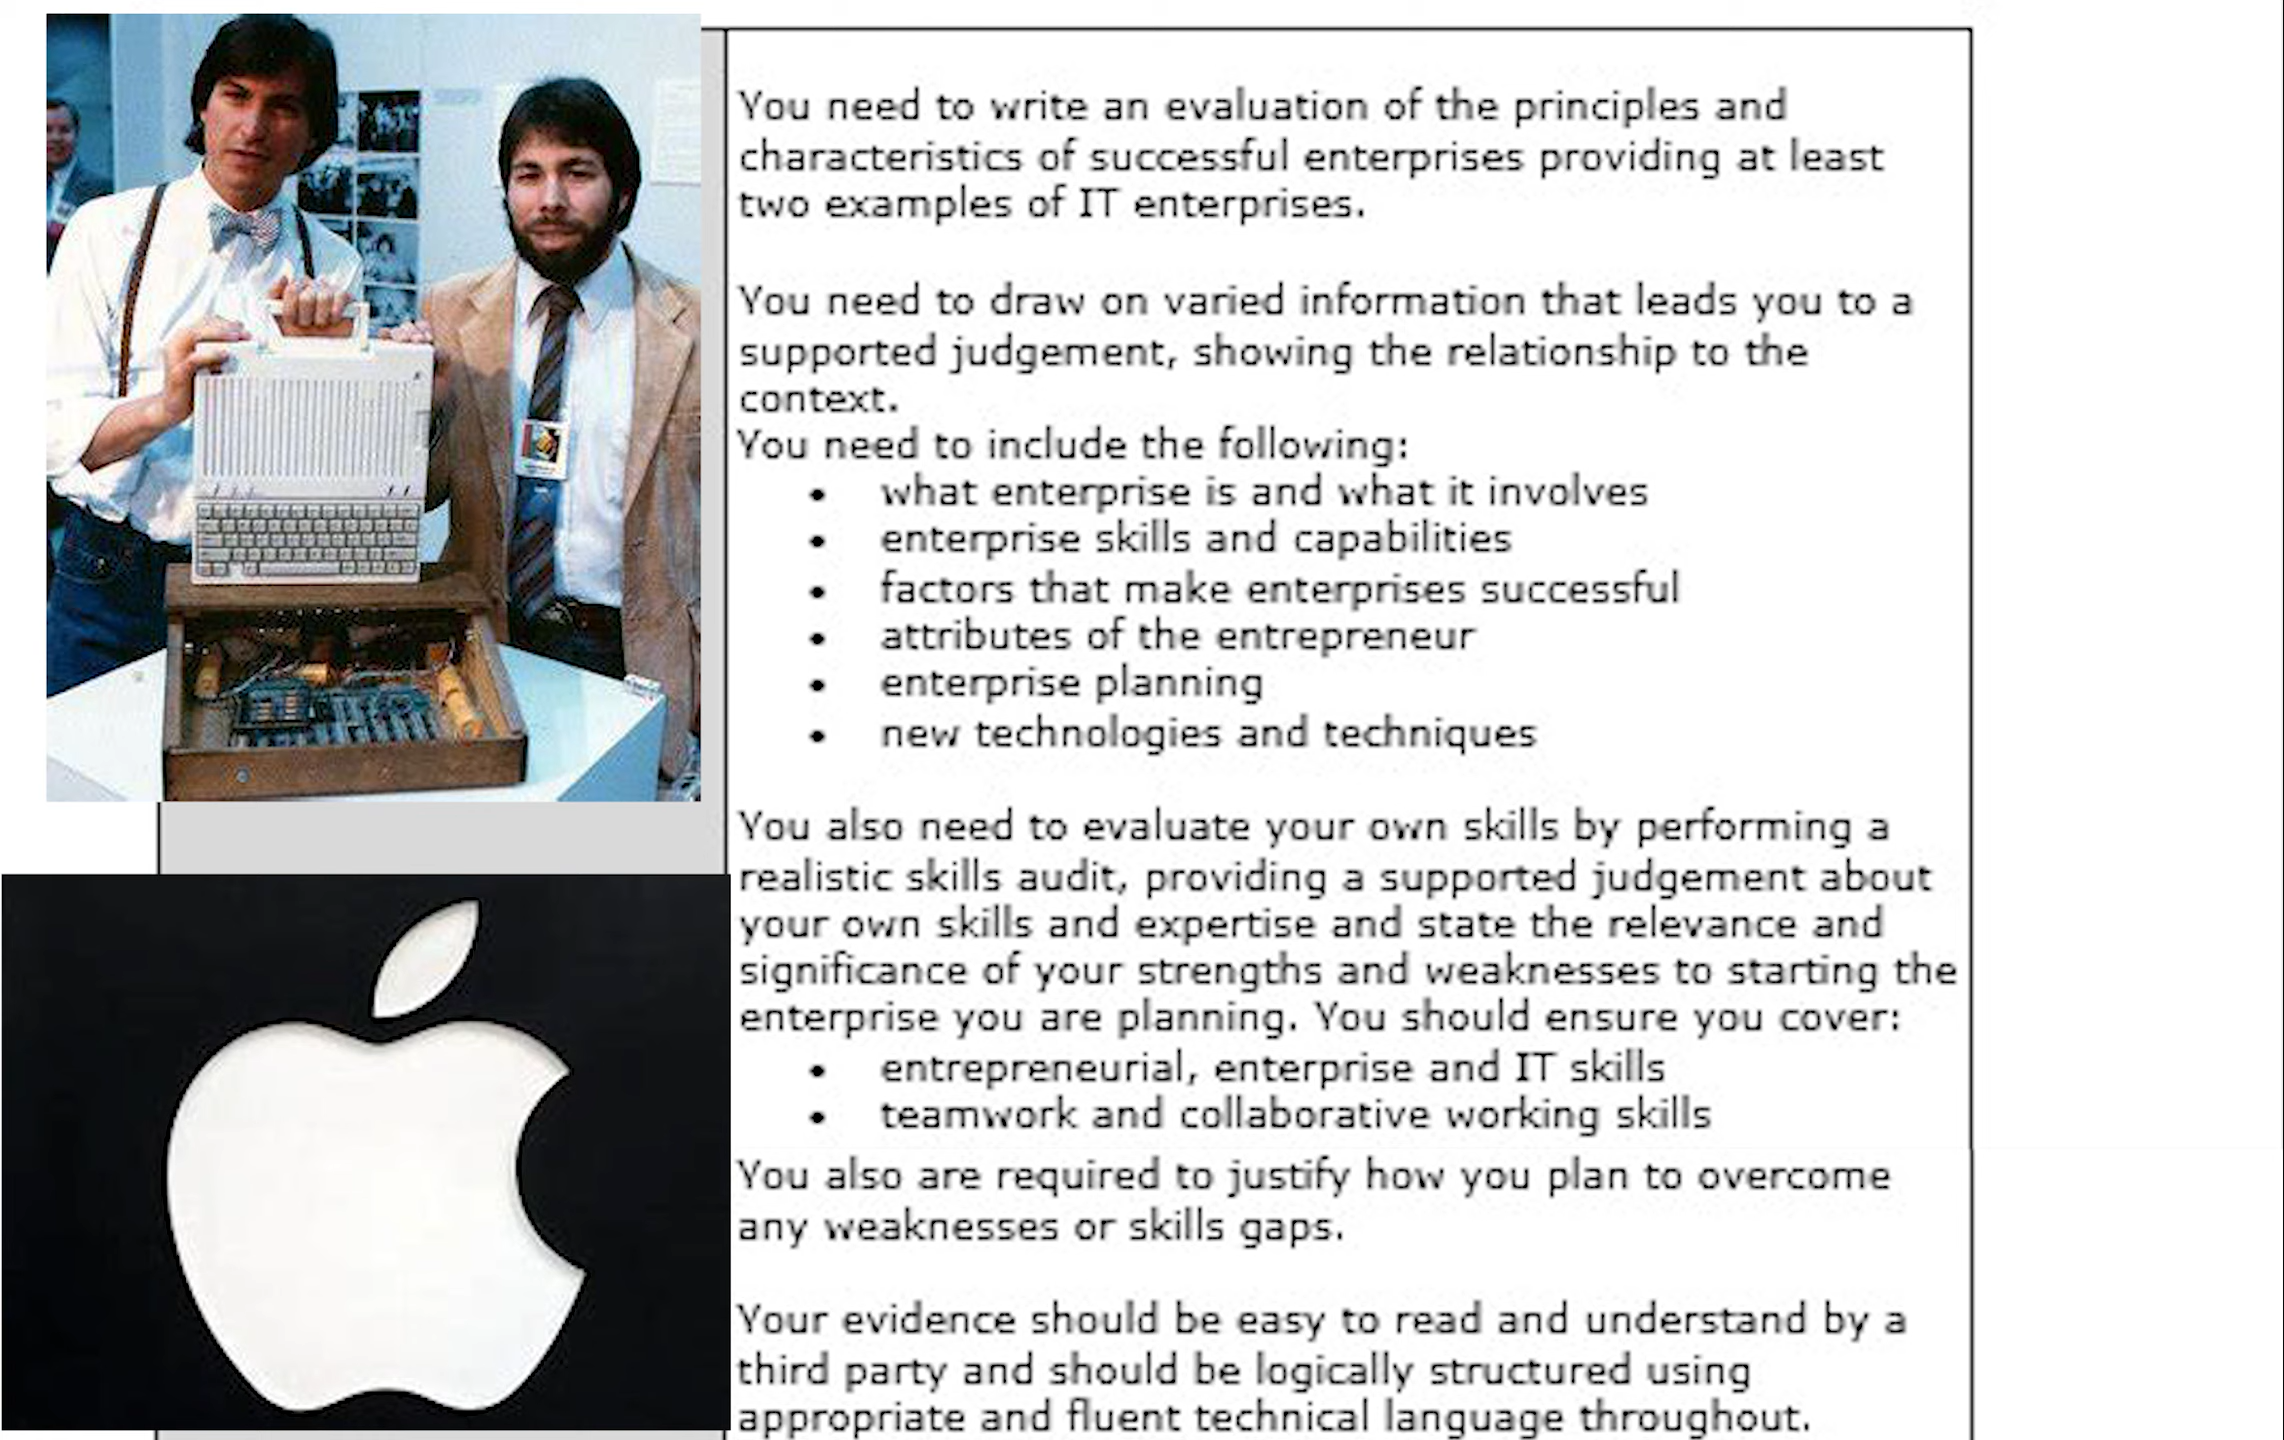 You need to write an evaluation of the principles and
characteristics of successful enterprises providing at least
two examples of IT enterprises.
You need to draw on varied information that leads you to a
supported judgement, showing the relationship to the
context.
You need to include the following:
• what enterprise is and what it involves
• enterprise skills and capabilities
• factors that make enterprises successful
• attributes of the entrepreneur
• enterprise planning
• new technologies and techniques
You also need to evaluate your own skills by performing a
realistic skills audit, providing a supported judgement about
your own skills and expertise and state the relevance and
significance of your strengths and weaknesses to starting the
enterprise you are planning. You should ensure you cover:
• entrepreneurial, enterprise and IT skills
• teamwork and collaborative working skills
You also are required to justify how you plan to overcome
any weaknesses or skills gaps.
Your evidence should be easy to read and understand by a
third party and should be logically structured using
appropriate and fluent technical language throughout.